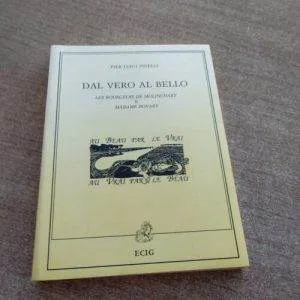 PIER LUIGI PINELLI
DAL VERO AL BELLO
LES BOURGEOIS DE MOLINCHART
E
MADAME BOVARY
AU BEAU PAR LE VRAI
AU VRAI PAR LE BEAU
ECIG